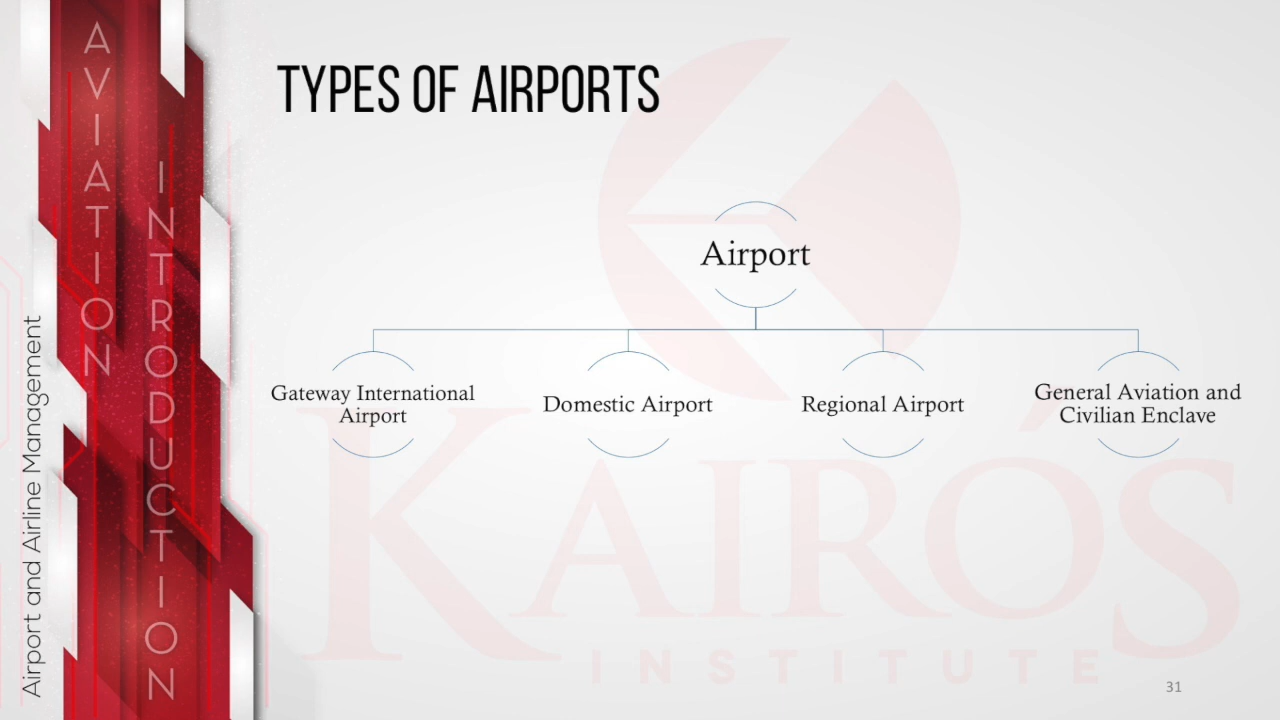 AVIATION
INTRODUCTION
Airport and Airline Management
TYPES OF AIRPORTS
Airport
Gateway International
Airport
Domestic Airport
Regional Airport
General Aviation and
Civilian Enclave
KAIRÓS
INSTITUTE
31